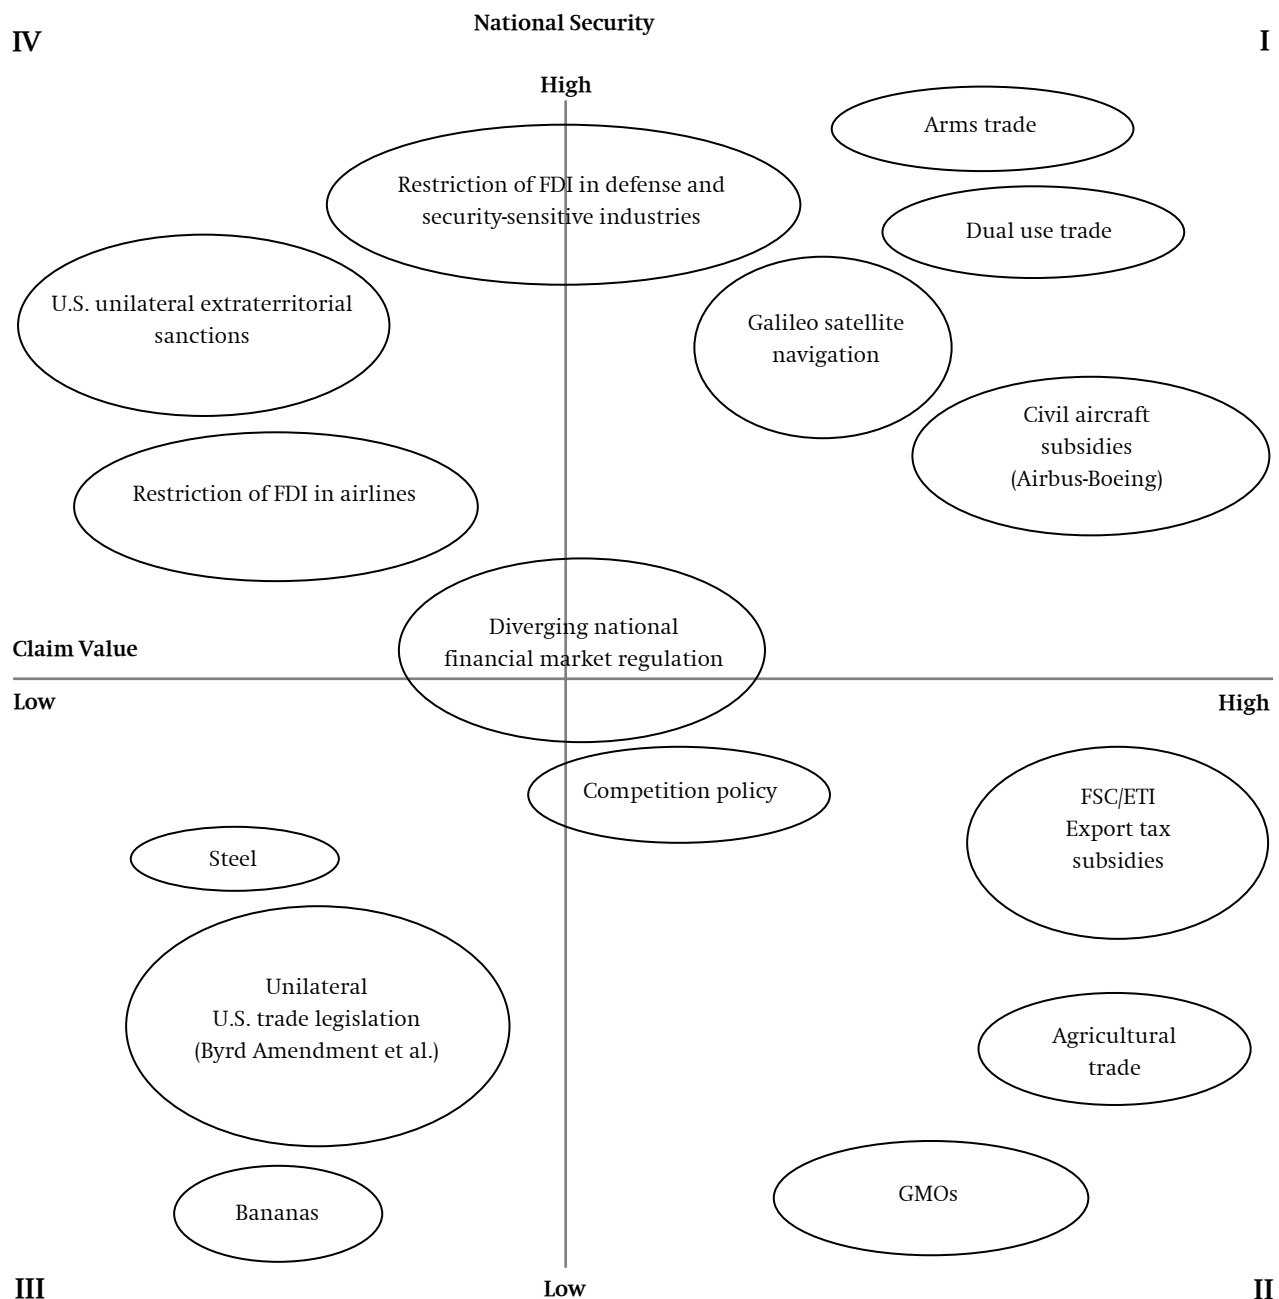 National Security
IV
I
High
Arms trade
Restriction of FDI in defense and
security-sensitive industries
Dual use trade
U.S. unilateral extraterritorial
sanctions
Galileo satellite
navigation
Civil aircraft
subsidies
(Airbus-Boeing)
Restriction of FDI in airlines
Diverging national
financial market regulation
Claim Value
Low
High
Competition policy
FSC/ETI
Export tax
subsidies
Steel
Unilateral
U.S. trade legislation
(Byrd Amendment et al.)
Agricultural
trade
GMOs
Bananas
III
Low
II